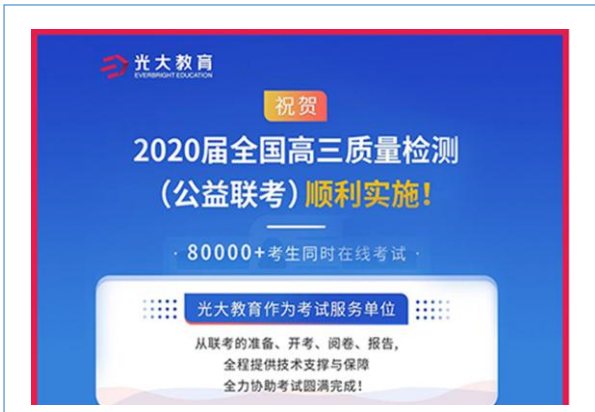 光大教育
EVERBRIGHT EDUCATION
祝贺
2020届全国高三质量检测
（公益联考）顺利实施！
· 80000+考生同时在线考试 ·
光大教育作为考试服务单位
从联考的准备、开考、阅卷、报告，
全程提供技术支撑与保障
全力协助考试圆满完成！